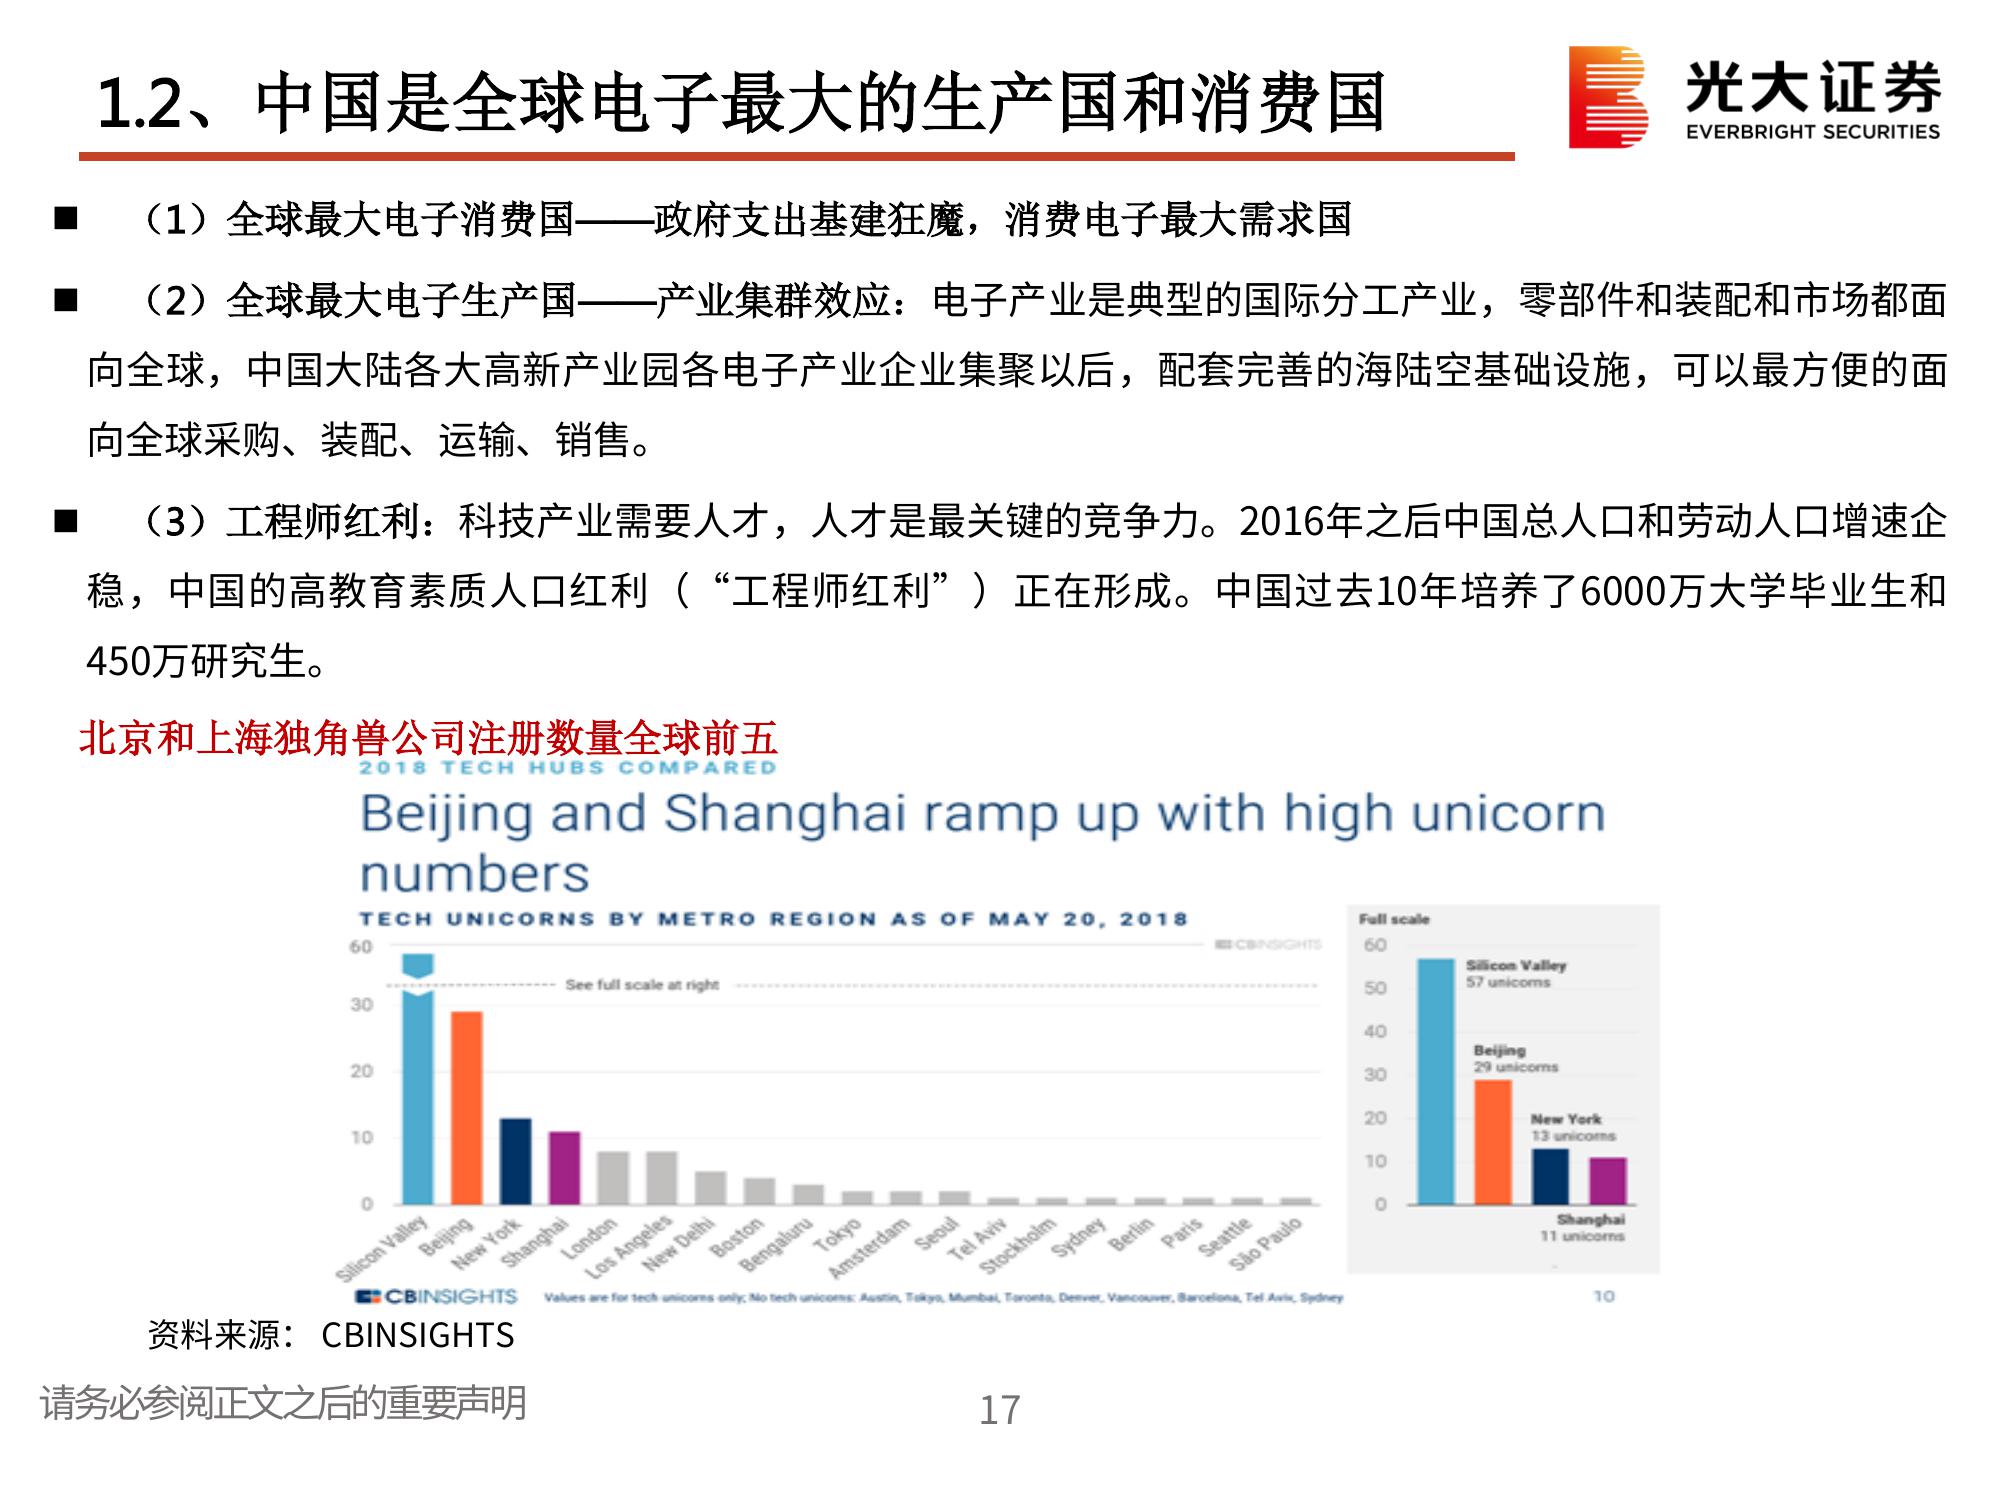 1.2、中国是全球电子最大的生产国和消费国
光大证券
EVERBRIGHT SECURITIES
■ （1）全球最大电子消费国——政府支出基建狂魔，消费电子最大需求国
■ （2）全球最大电子生产国——产业集群效应：电子产业是典型的国际分工产业，零部件和装配和市场都面
向全球，中国大陆各大高新产业园各电子产业企业集聚以后，配套完善的海陆空基础设施，可以最方便的面
向全球采购、装配、运输、销售。
■ （3）工程师红利：科技产业需要人才，人才是最关键的竞争力。2016年之后中国总人口和劳动人口增速企
稳，中国的高教育素质人口红利（“工程师红利”）正在形成。中国过去10年培养了6000万大学毕业生和
450万研究生。
北京和上海独角兽公司注册数量全球前五
2018 TECH HUBS COMPARED
Beijing and Shanghai ramp up with high unicorn
numbers
TECH UNICORNS BY METRO REGION AS OF MAY 20, 2018
CBINSIGHTS
60
See full scale at right
30
20
10
0
Silicon Valley
Beijing
New York
Shanghai
London
Los Angeles
New Delhi
Boston
Bengaluru
Tokyo
Amsterdam
Seoul
Tel Aviv
Stockholm
Sydney
Berlin
Paris
Seattle
São Paulo
Full scale
60
50
40
30
20
10
0
Silicon Valley
57 unicorns
Beijing
29 unicorns
New York
13 unicorns
Shanghai
11 unicorns
CBINSIGHTS
Values are for tech unicorns only; No tech unicorns: Austin, Tokyo, Mumbai, Toronto, Denver, Vancouver, Barcelona, Tel Aviv, Sydney
10
资料来源： CBINSIGHTS
请务必参阅正文之后的重要声明
17